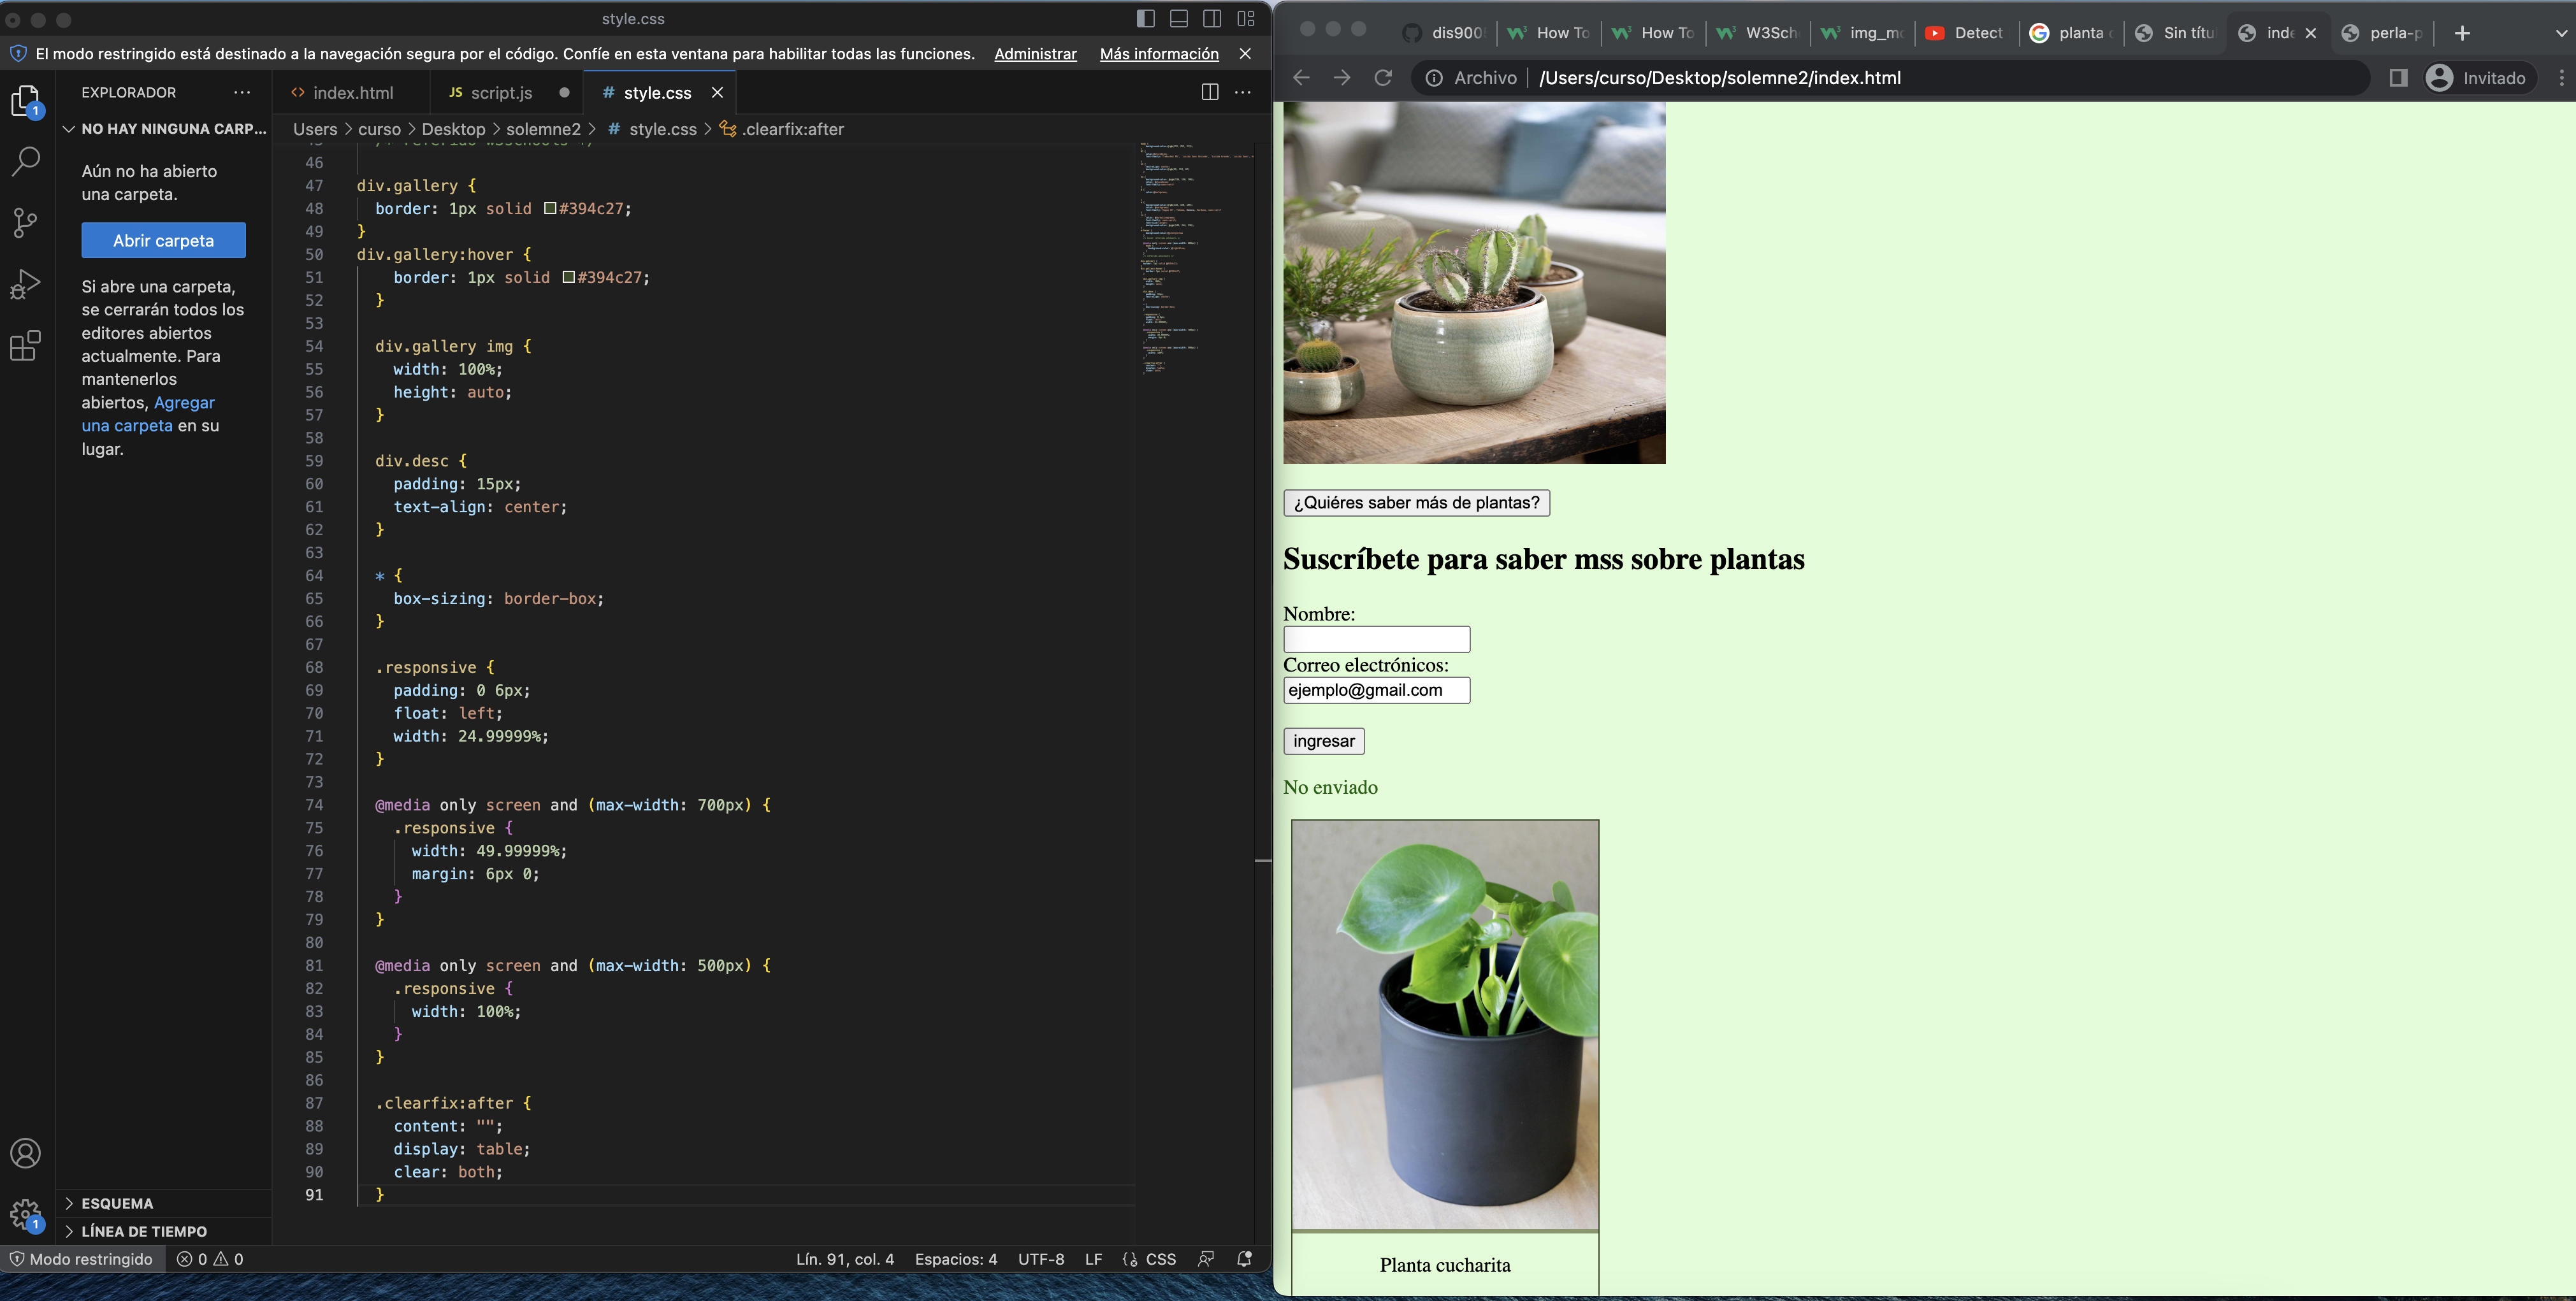 style.css
El modo restringido está destinado a la navegación segura por el código. Confíe en esta ventana para habilitar todas las funciones. Administrar Más información
EXPLORADOR
NO HAY NINGUNA CARP...
Aún no ha abierto
una carpeta.
Abrir carpeta
Si abre una carpeta,
se cerrarán todos los
editores abiertos
actualmente. Para
mantenerlos
abiertos, Agregar
una carpeta en su
lugar.
ESQUEMA
LÍNEA DE TIEMPO
index.html JS script.js # style.css
Users > curso > Desktop > solemne2 > # style.css > .clearfix:after
46
47 div.gallery {
48 border: 1px solid #394c27;
49 }
50 div.gallery:hover {
51 border: 1px solid #394c27;
52 }
53
54 div.gallery img {
55 width: 100%;
56 height: auto;
57 }
58
59 div.desc {
60 padding: 15px;
61 text-align: center;
62 }
63
64 * {
65 box-sizing: border-box;
66 }
67
68 .responsive {
69 padding: 0 6px;
70 float: left;
71 width: 24.99999%;
72 }
73
74 @media only screen and (max-width: 700px) {
75 .responsive {
76 width: 49.99999%;
77 margin: 6px 0;
78 }
79 }
80
81 @media only screen and (max-width: 500px) {
82 .responsive {
83 width: 100%;
84 }
85 }
86
87 .clearfix:after {
88 content: "";
89 display: table;
90 clear: both;
91 }
Modo restringido 0 0 Lín. 91, col. 4 Espacios: 4 UTF-8 LF CSS
dis900 How To How To W3Sch img_mo Detect planta Sin títu inde perla-p
Archivo /Users/curso/Desktop/solemne2/index.html Invitado
¿Quiéres saber más de plantas?
Suscríbete para saber mss sobre plantas
Nombre:
Correo electrónicos:
ejemplo@gmail.com
ingresar
No enviado
Planta cucharita